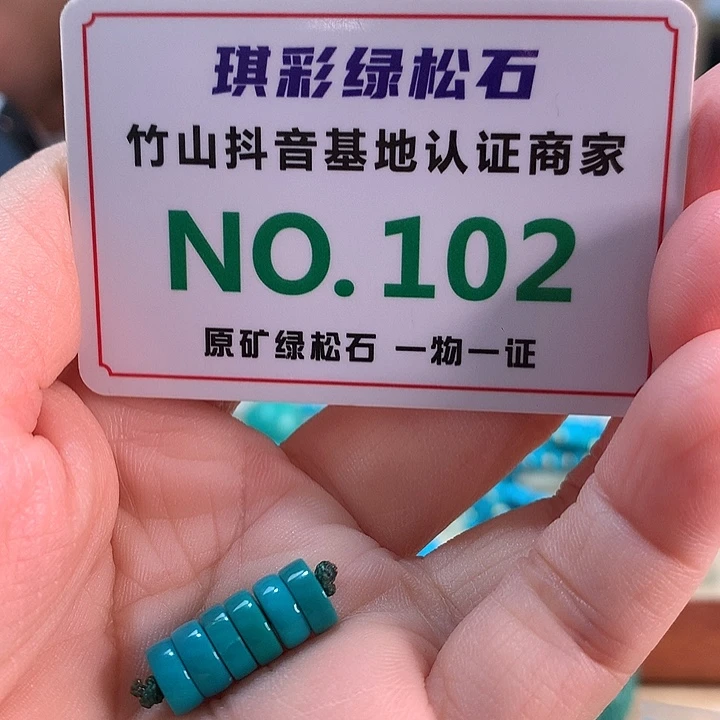 琪彩绿松石
竹山抖音基地认证商家
NO.102
原矿绿松石 一物一证